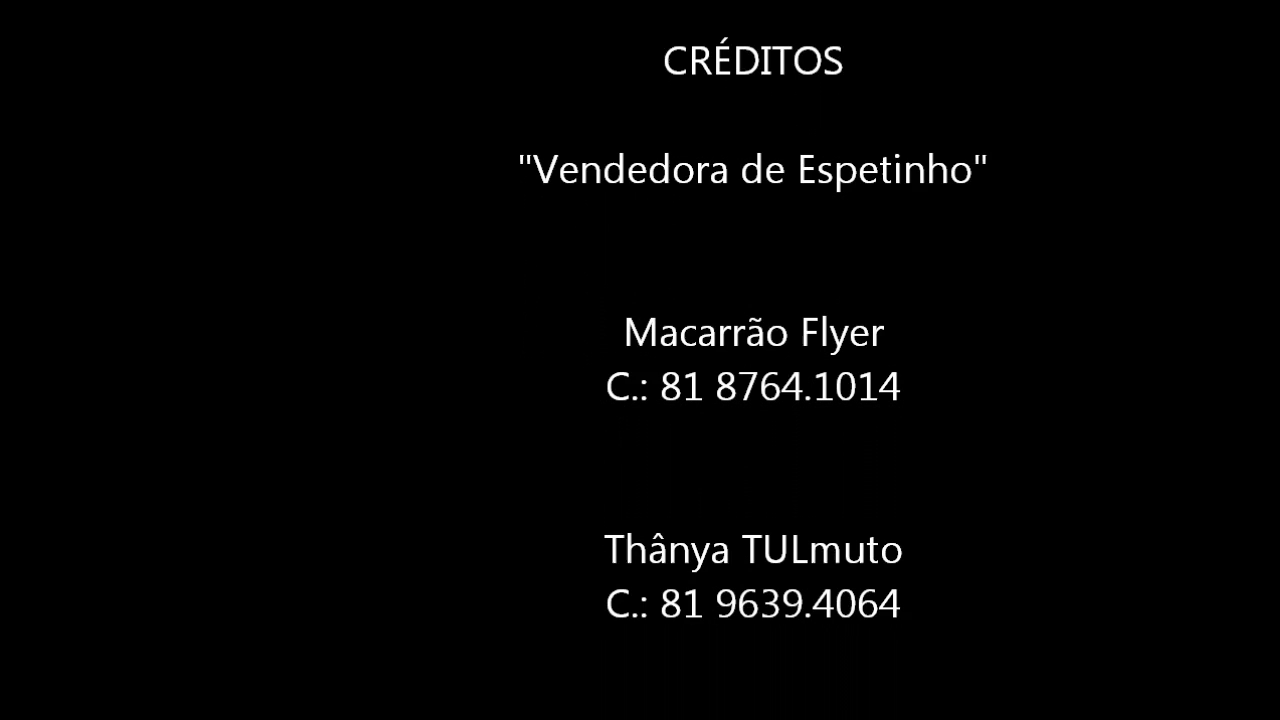 CRÉDITOS
"Vendedora de Espetinho"
Macarrão Flyer
C.: 81 8764.1014
Thânya TULmuto
C.: 81 9639.4064